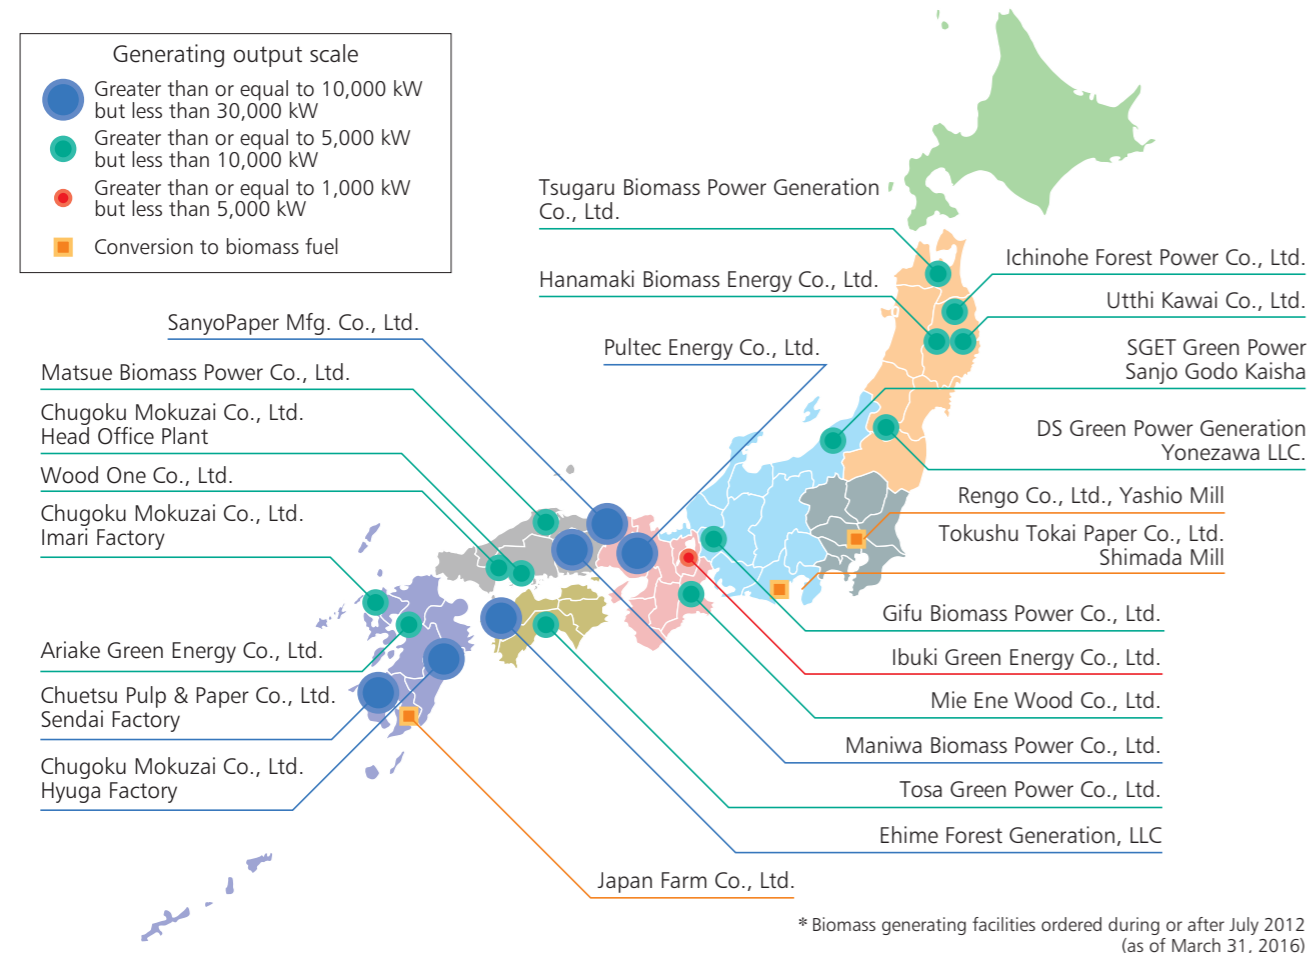 Generating output scale
Greater than or equal to 10,000 kW
but less than 30,000 kW
Greater than or equal to 5,000 kW
but less than 10,000 kW
Greater than or equal to 1,000 kW
but less than 5,000 kW
Conversion to biomass fuel
Tsugaru Biomass Power Generation
Co., Ltd.
Hanamaki Biomass Energy Co., Ltd.
Ichinohe Forest Power Co., Ltd.
Utthi Kawai Co., Ltd.
SGET Green Power
Sanjo Godo Kaisha
DS Green Power Generation
Yonezawa LLC.
Rengo Co., Ltd., Yashio Mill
Tokushu Tokai Paper Co., Ltd.
Shimada Mill
SanyoPaper Mfg. Co., Ltd.
Pultec Energy Co., Ltd.
Matsue Biomass Power Co., Ltd.
Chugoku Mokuzai Co., Ltd.
Head Office Plant
Wood One Co., Ltd.
Chugoku Mokuzai Co., Ltd.
Imari Factory
Ariake Green Energy Co., Ltd.
Chuetsu Pulp & Paper Co., Ltd.
Sendai Factory
Chugoku Mokuzai Co., Ltd.
Hyuga Factory
Gifu Biomass Power Co., Ltd.
Ibuki Green Energy Co., Ltd.
Mie Ene Wood Co., Ltd.
Maniwa Biomass Power Co., Ltd.
Tosa Green Power Co., Ltd.
Ehime Forest Generation, LLC
Japan Farm Co., Ltd.
* Biomass generating facilities ordered during or after July 2012
(as of March 31, 2016)